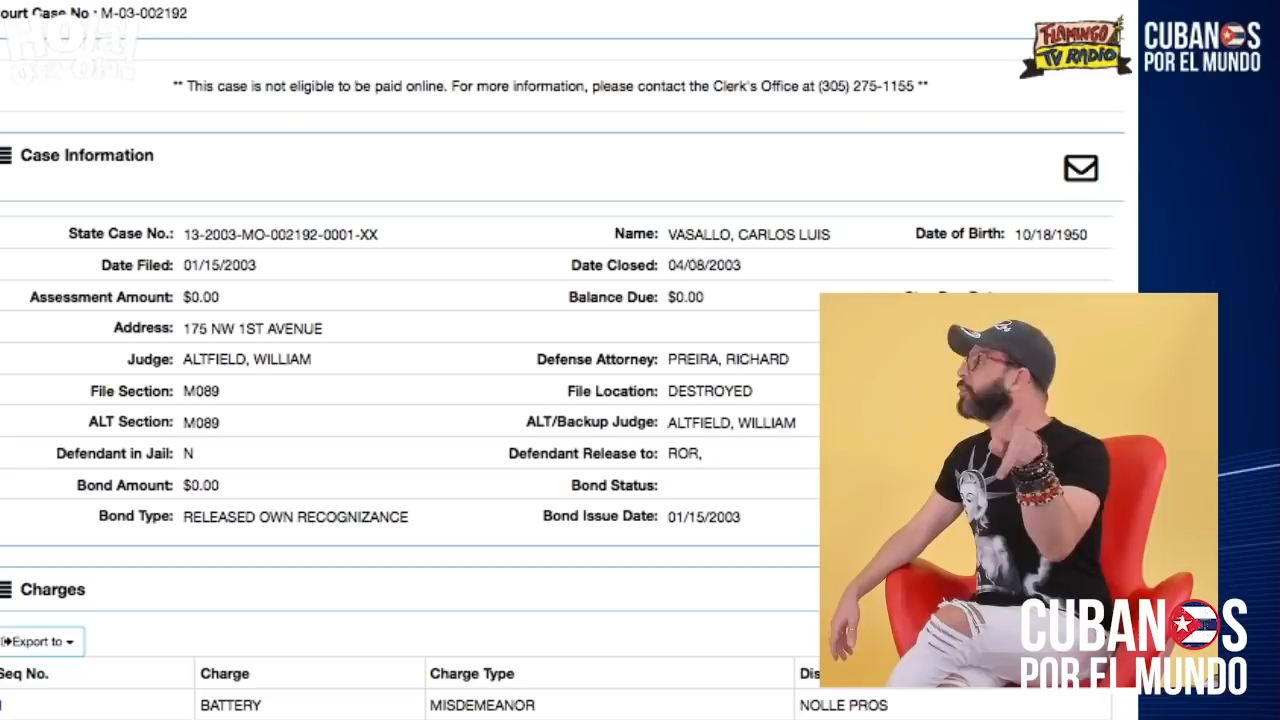 ourt Case No.: M-03-002192
¡HOLA!
OTA-QLA!
FLAMINGO
TV RADIO
CUBANOS
POR EL MUNDO
** This case is not eligible to be paid online. For more information, please contact the Clerk's Office at (305) 275-1155 **
Case Information
State Case No.: 13-2003-MO-002192-0001-XX Name: VASALLO, CARLOS LUIS Date of Birth: 10/18/1950
Date Filed: 01/15/2003 Date Closed: 04/08/2003
Assessment Amount: $0.00 Balance Due: $0.00
Address: 175 NW 1ST AVENUE
Judge: ALTFIELD, WILLIAM Defense Attorney: PREIRA, RICHARD
File Section: M089 File Location: DESTROYED
ALT Section: M089 ALT/Backup Judge: ALTFIELD, WILLIAM
Defendant in Jail: N Defendant Release to: ROR,
Bond Amount: $0.00 Bond Status:
Bond Type: RELEASED OWN RECOGNIZANCE Bond Issue Date: 01/15/2003
Charges
Export to
Seq No. Charge Charge Type Dis
BATTERY MISDEMEANOR NOLLE PROS
CUBANOS
POR EL MUNDO